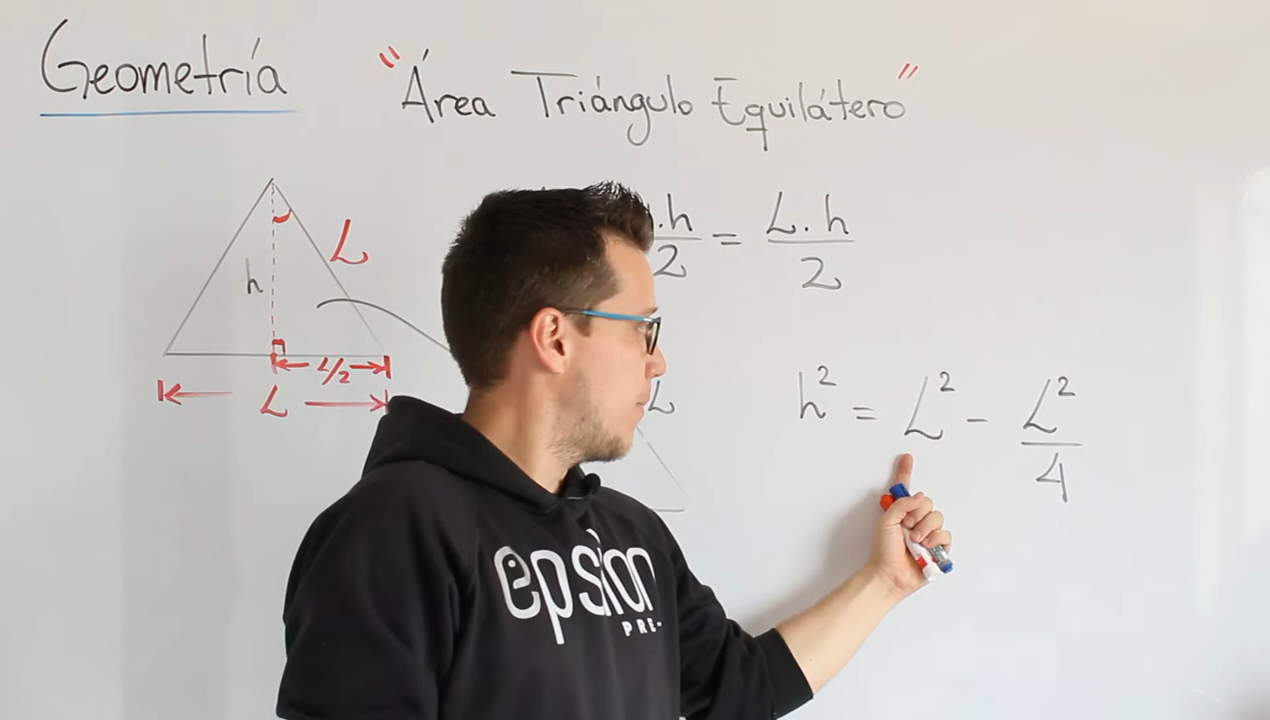 Geometría
"Área Triángulo Equilátero"
.h/2 = L.h/2
L
h
L/2
L
L
h² = L² - L²/4
epsilon
PRE-